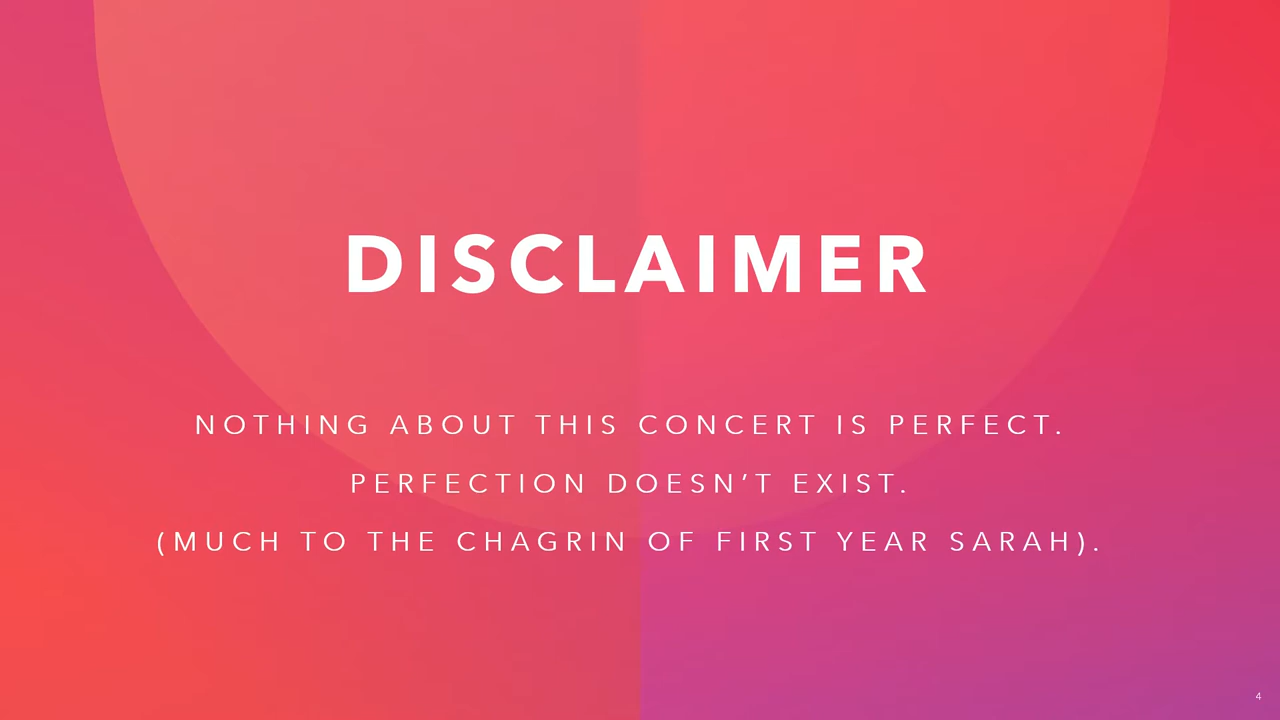 DISCLAIMER
NOTHING ABOUT THIS CONCERT IS PERFECT.
PERFECTION DOESN’T EXIST.
(MUCH TO THE CHAGRIN OF FIRST YEAR SARAH).
4